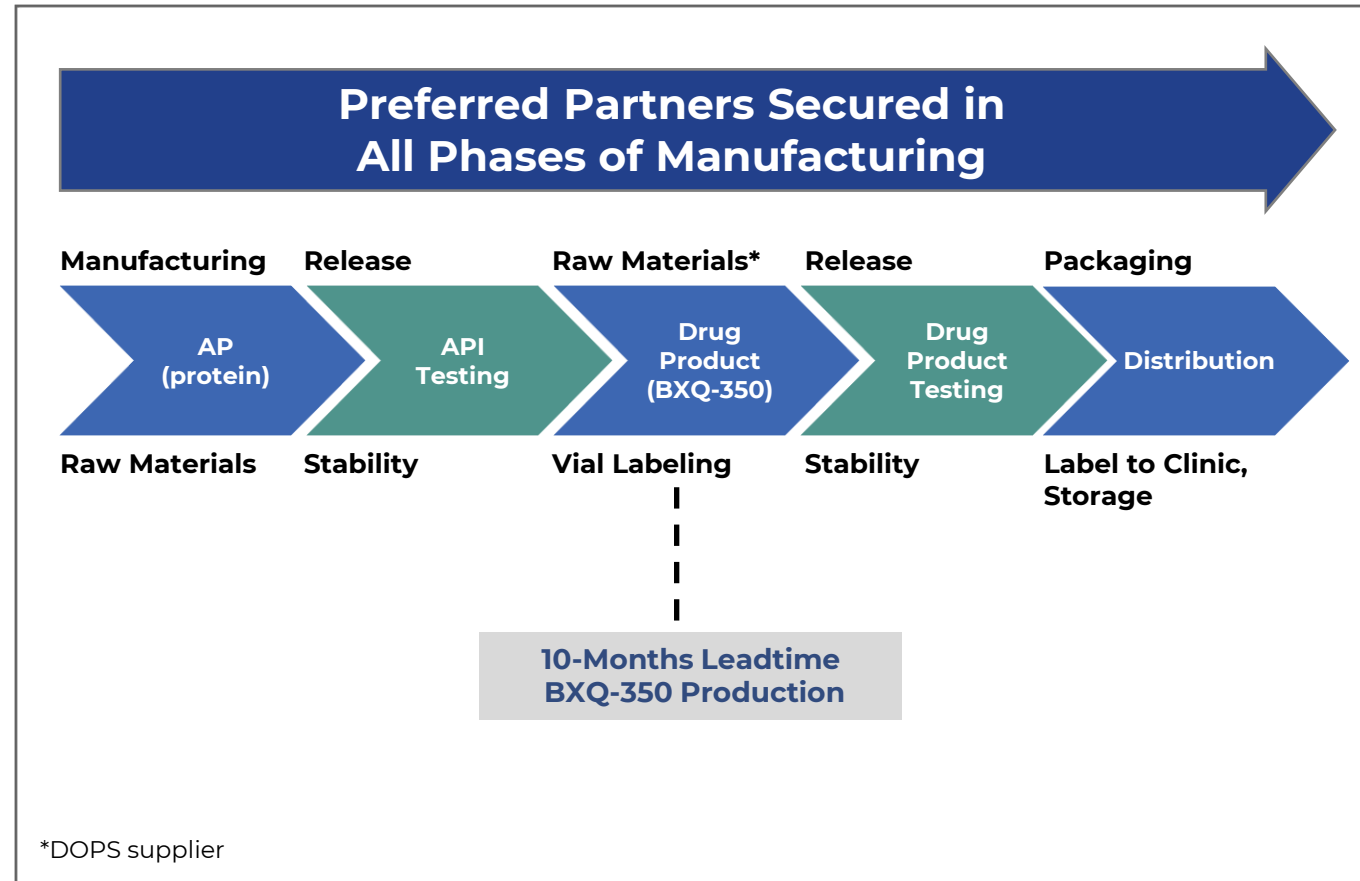 Preferred Partners Secured in
All Phases of Manufacturing
Manufacturing
Release
Raw Materials*
Release
Packaging
AP
(protein)
API
Testing
Drug
Product
(BXQ-350)
Drug
Product
Testing
Distribution
Raw Materials
Stability
Vial Labeling
Stability
Label to Clinic,
Storage
10-Months Leadtime
BXQ-350 Production
*DOPS supplier